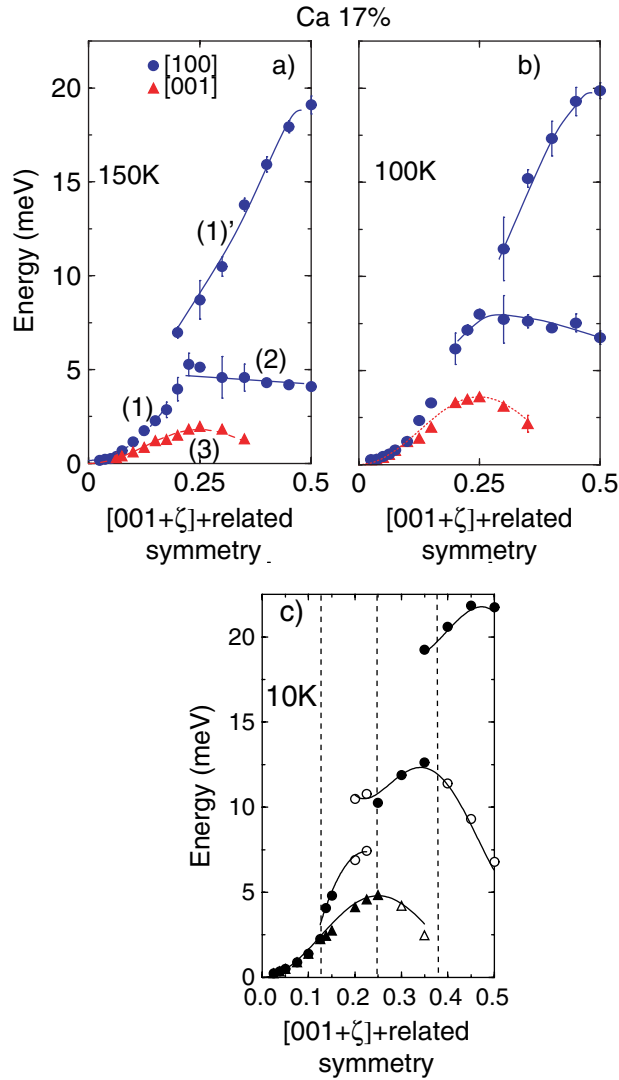 Ca 17%
a)
[100]
[001]
150K
(1)'
(2)
(1)
(3)
Energy (meV)
0
5
10
15
20
0
0.25
0.5
[001+ζ]+related
symmetry
b)
100K
0
0.25
0.5
[001+ζ]+related
symmetry
c)
10K
Energy (meV)
0
5
10
15
20
0.0 0.1 0.2 0.3 0.4 0.5
[001+ζ]+related
symmetry